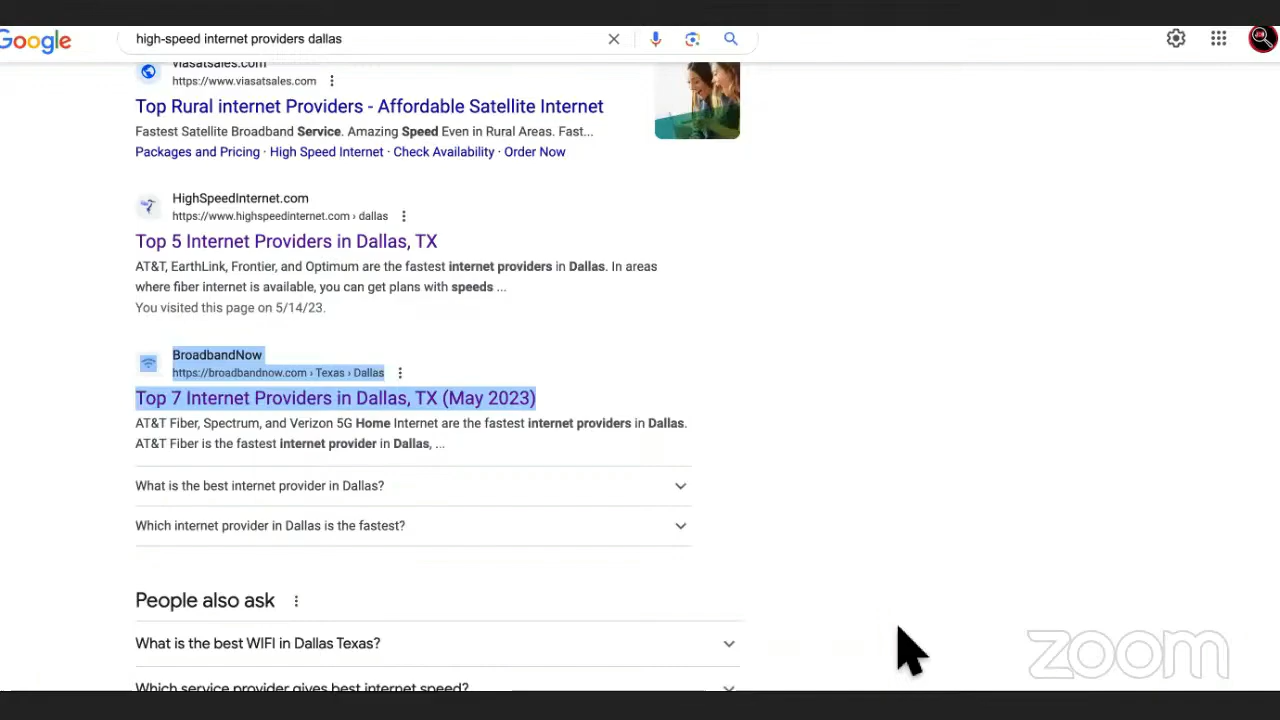 Google
high-speed internet providers dallas
viasatsales.com
https://www.viasatsales.com
Top Rural internet Providers - Affordable Satellite Internet
Fastest Satellite Broadband Service. Amazing Speed Even in Rural Areas. Fast...
Packages and Pricing · High Speed Internet · Check Availability · Order Now
HighSpeedInternet.com
https://www.highspeedinternet.com › dallas
Top 5 Internet Providers in Dallas, TX
AT&T, EarthLink, Frontier, and Optimum are the fastest internet providers in Dallas. In areas
where fiber internet is available, you can get plans with speeds ...
You visited this page on 5/14/23.
BroadbandNow
https://broadbandnow.com › Texas › Dallas
Top 7 Internet Providers in Dallas, TX (May 2023)
AT&T Fiber, Spectrum, and Verizon 5G Home Internet are the fastest internet providers in Dallas.
AT&T Fiber is the fastest internet provider in Dallas, ...
What is the best internet provider in Dallas?
Which internet provider in Dallas is the fastest?
People also ask
What is the best WIFI in Dallas Texas?
Which service provider gives best internet speed?
zoom